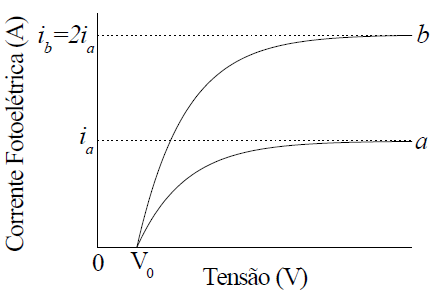 Corrente Fotoelétrica (A)
i_b=2i_a
b
i_a
a
0
V_0
Tensão (V)